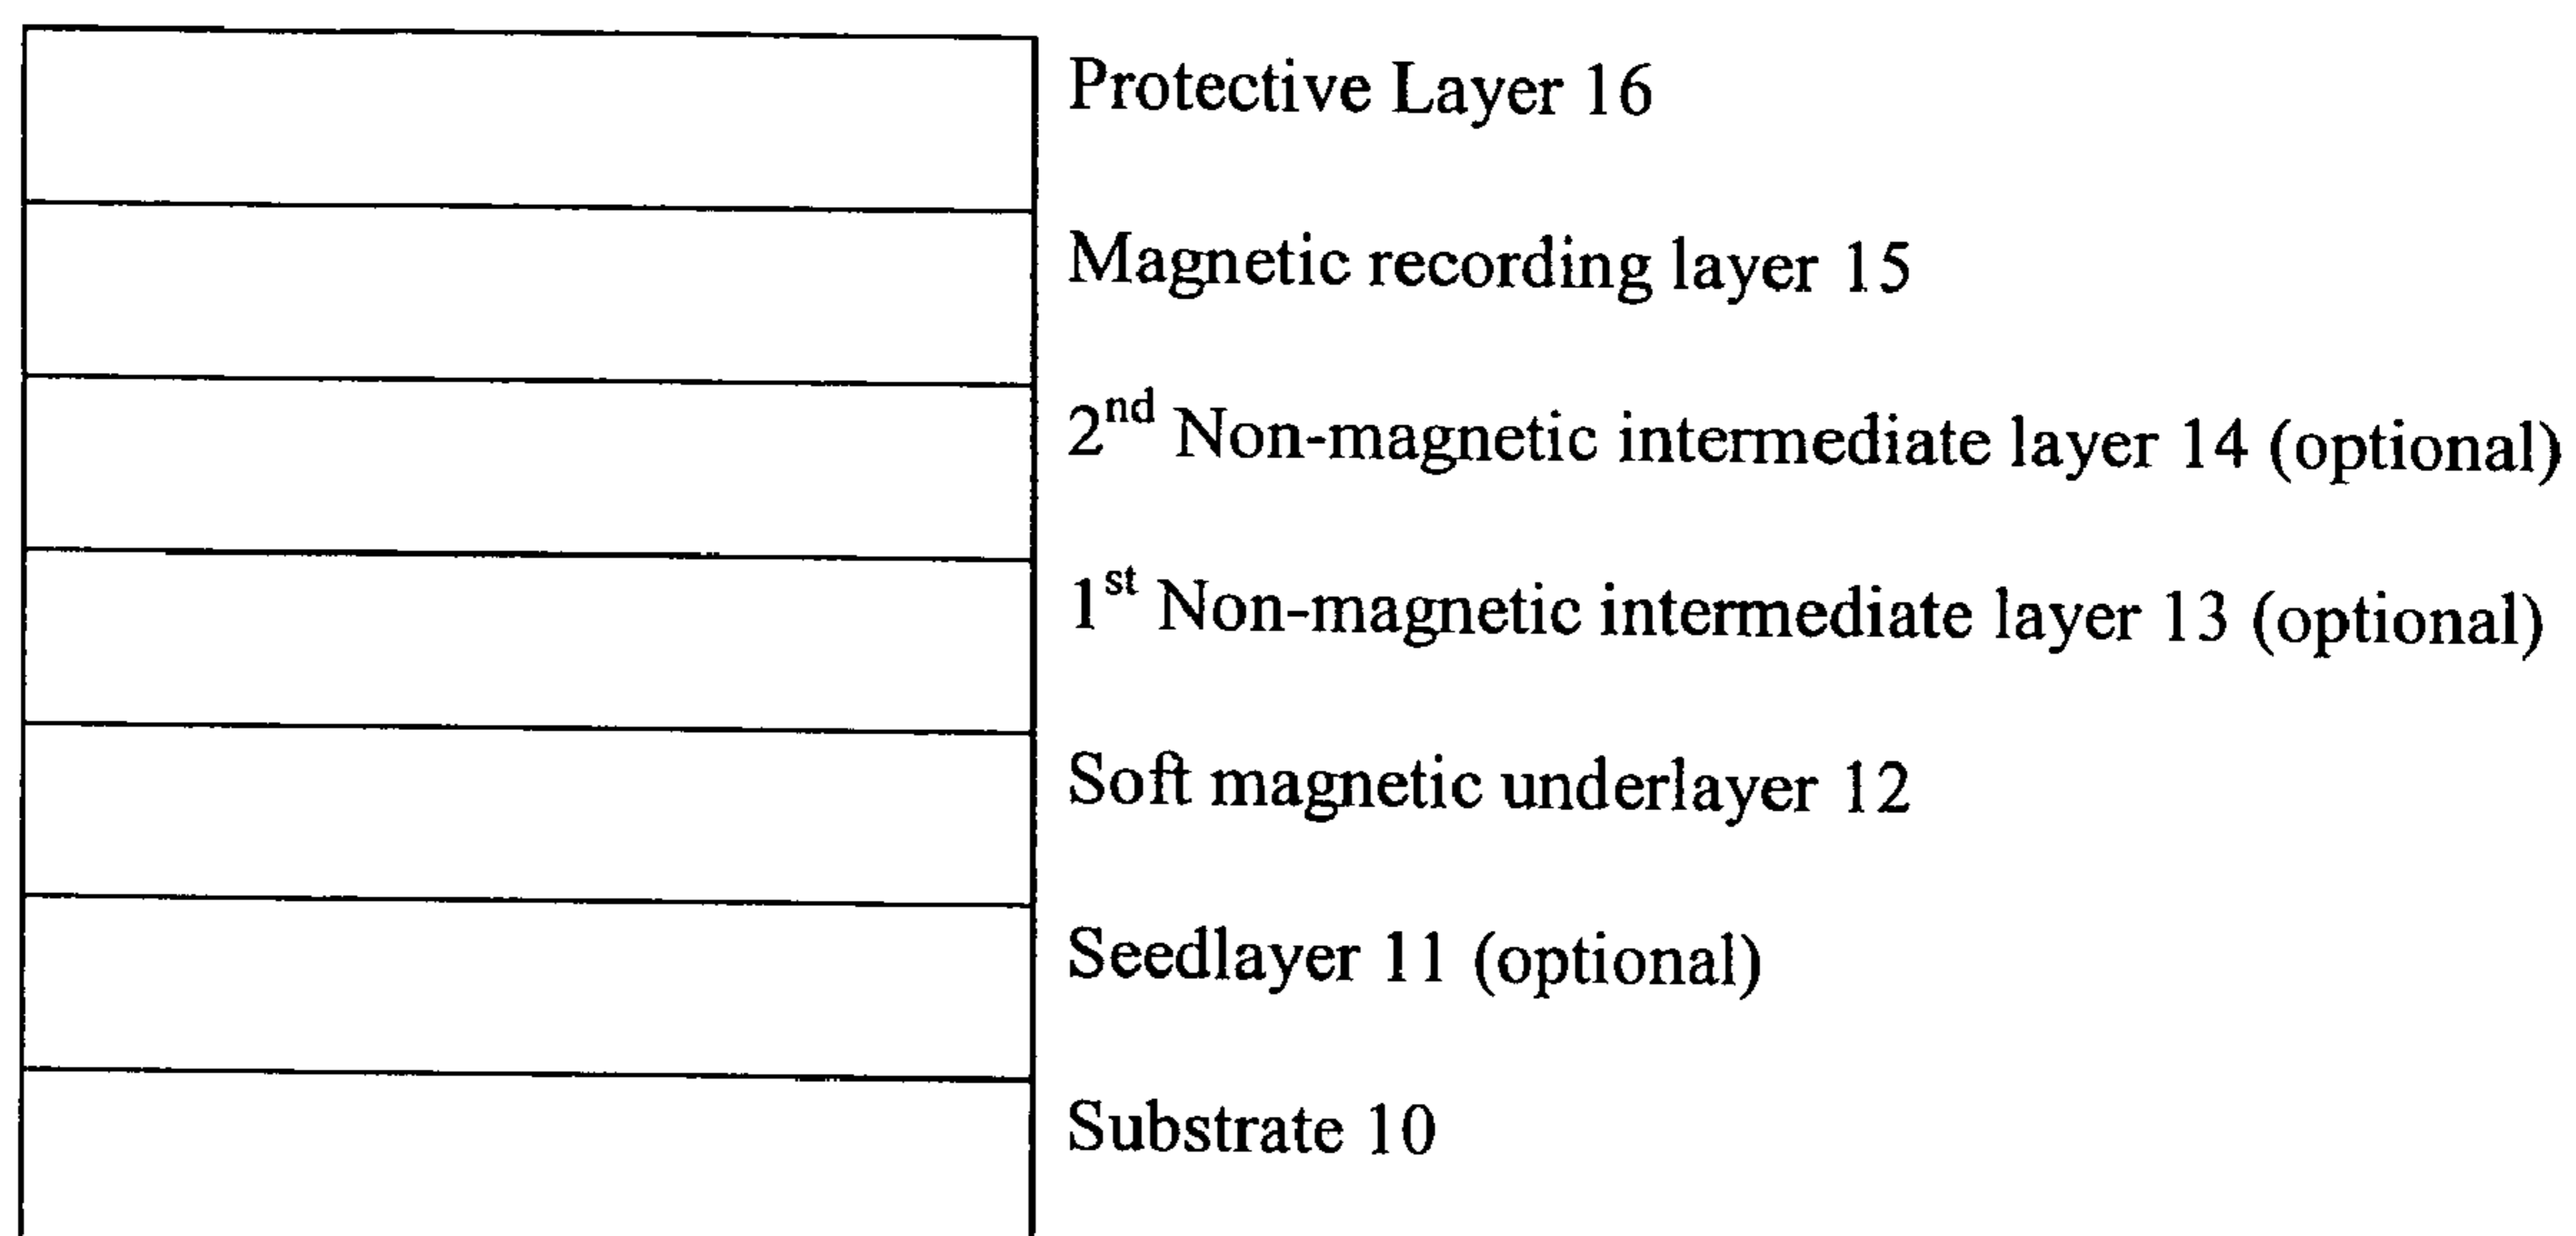 Protective Layer 16
Magnetic recording layer 15
2nd Non-magnetic intermediate layer 14 (optional)
1st Non-magnetic intermediate layer 13 (optional)
Soft magnetic underlayer 12
Seedlayer 11 (optional)
Substrate 10